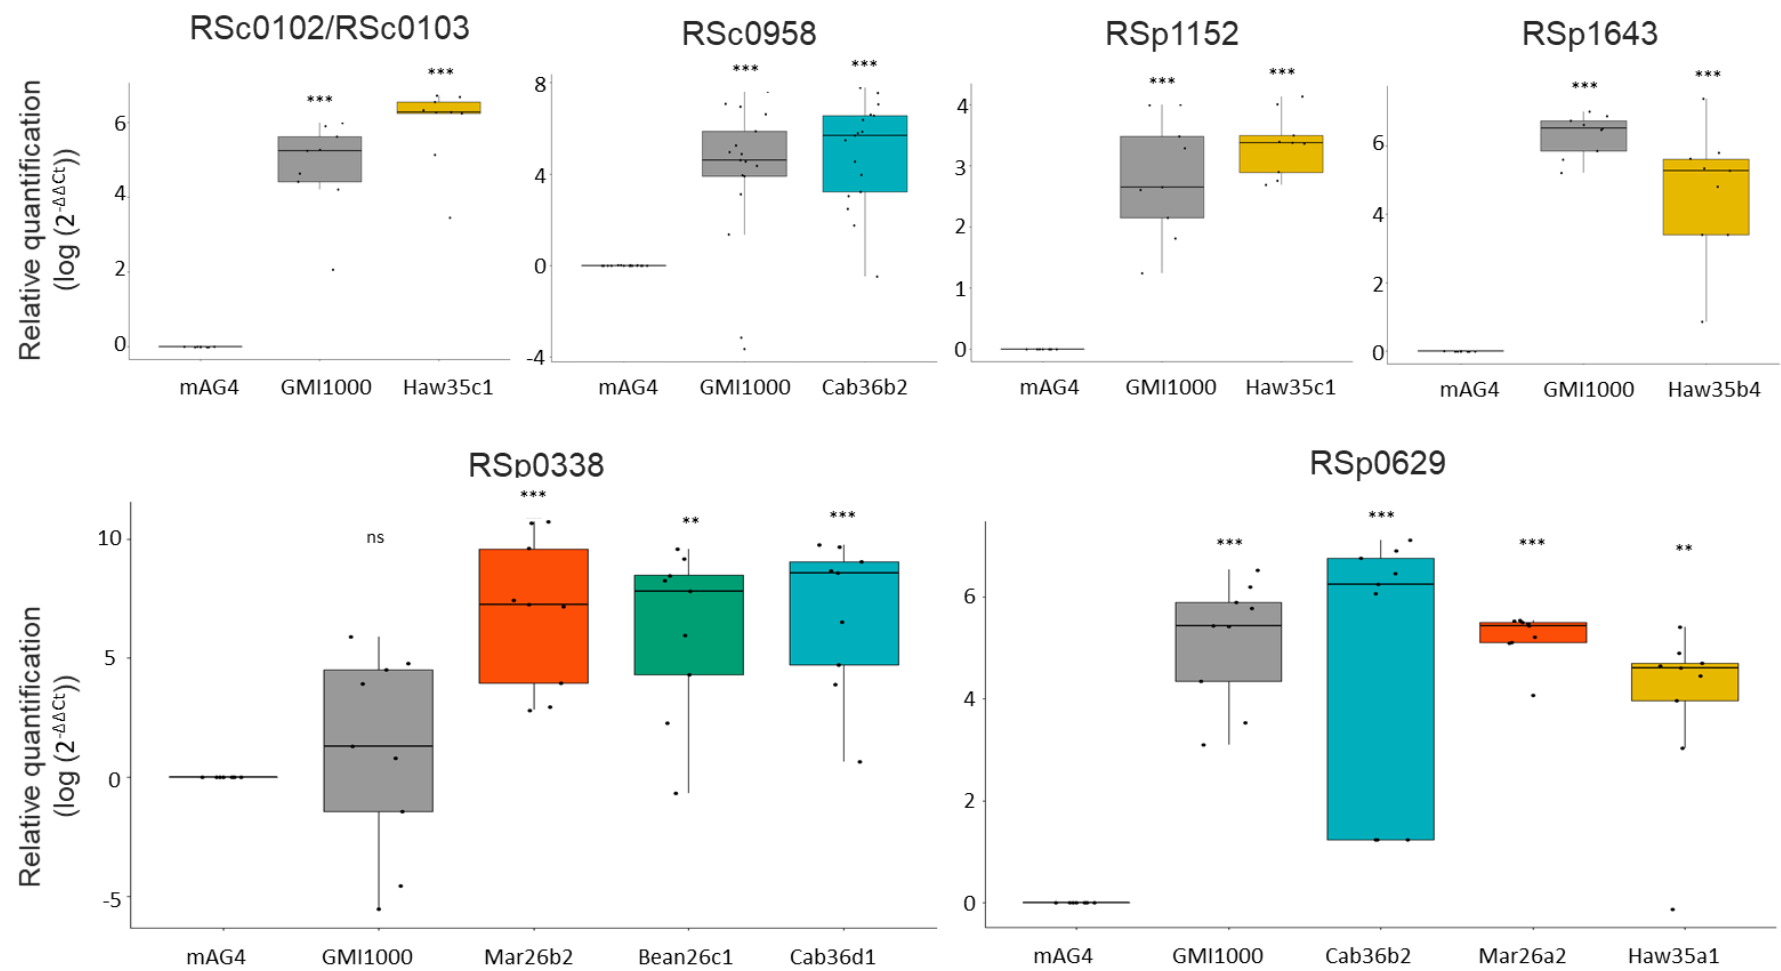 RSc0102/RSc0103
RSc0958
RSp1152
RSp1643
Relative quantification
(log (2^-ΔΔCt))
***
***
***
***
***
***
***
***
6
4
2
0
8
4
0
-4
4
3
2
1
0
6
4
2
0
mAG4 GMI1000 Haw35c1
mAG4 GMI1000 Cab36b2
mAG4 GMI1000 Haw35c1
mAG4 GMI1000 Haw35b4
RSp0338
RSp0629
Relative quantification
(log (2^-ΔΔCt))
ns
***
**
***
***
***
***
**
10
5
0
-5
6
4
2
0
mAG4 GMI1000 Mar26b2 Bean26c1 Cab36d1
mAG4 GMI1000 Cab36b2 Mar26a2 Haw35a1